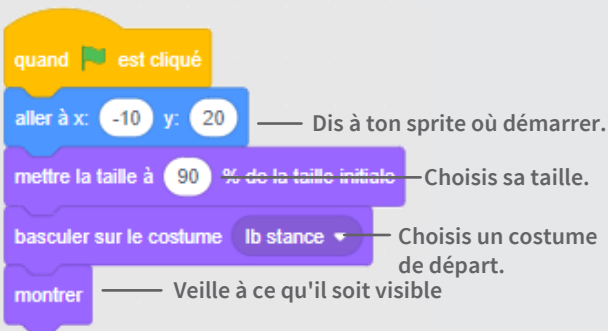 quand est cliqué
aller à x: -10 y: 20 Dis à ton sprite où démarrer.
mettre la taille à 90 % de la taille initiale Choisis sa taille.
basculer sur le costume lb stance Choisis un costume
de départ.
montrer Veille à ce qu'il soit visible